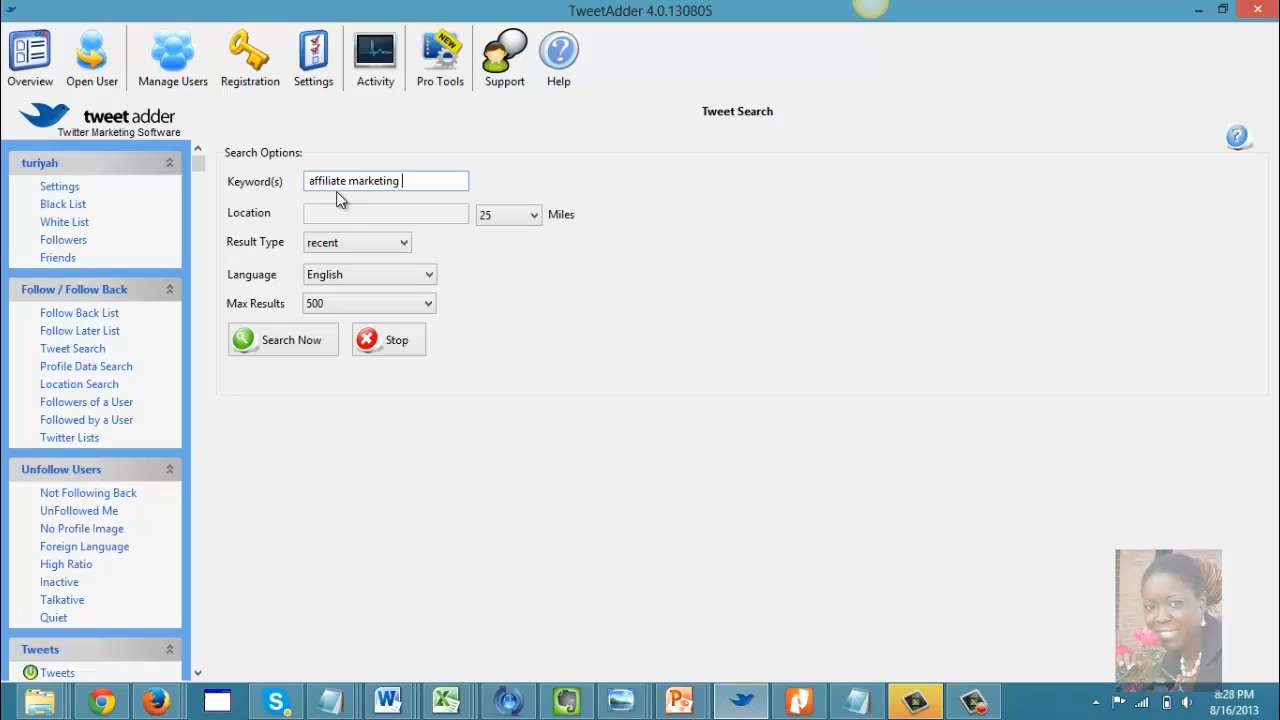 TweetAdder 4.0.130805
Overview
Open User
Manage Users
Registration
Settings
Activity
NEW
Pro Tools
Support
?
Help
tweet adder
Twitter Marketing Software
Tweet Search
?
turiyah
Settings
Black List
White List
Followers
Friends
Follow / Follow Back
Follow Back List
Follow Later List
Tweet Search
Profile Data Search
Location Search
Followers of a User
Followed by a User
Twitter Lists
Unfollow Users
Not Following Back
UnFollowed Me
No Profile Image
Foreign Language
High Ratio
Inactive
Talkative
Quiet
Tweets
Tweets
Search Options:
Keyword(s)
affiliate marketing
Location
25
Miles
Result Type
recent
Language
English
Max Results
500
Search Now
Stop
8:28 PM
8/16/2013